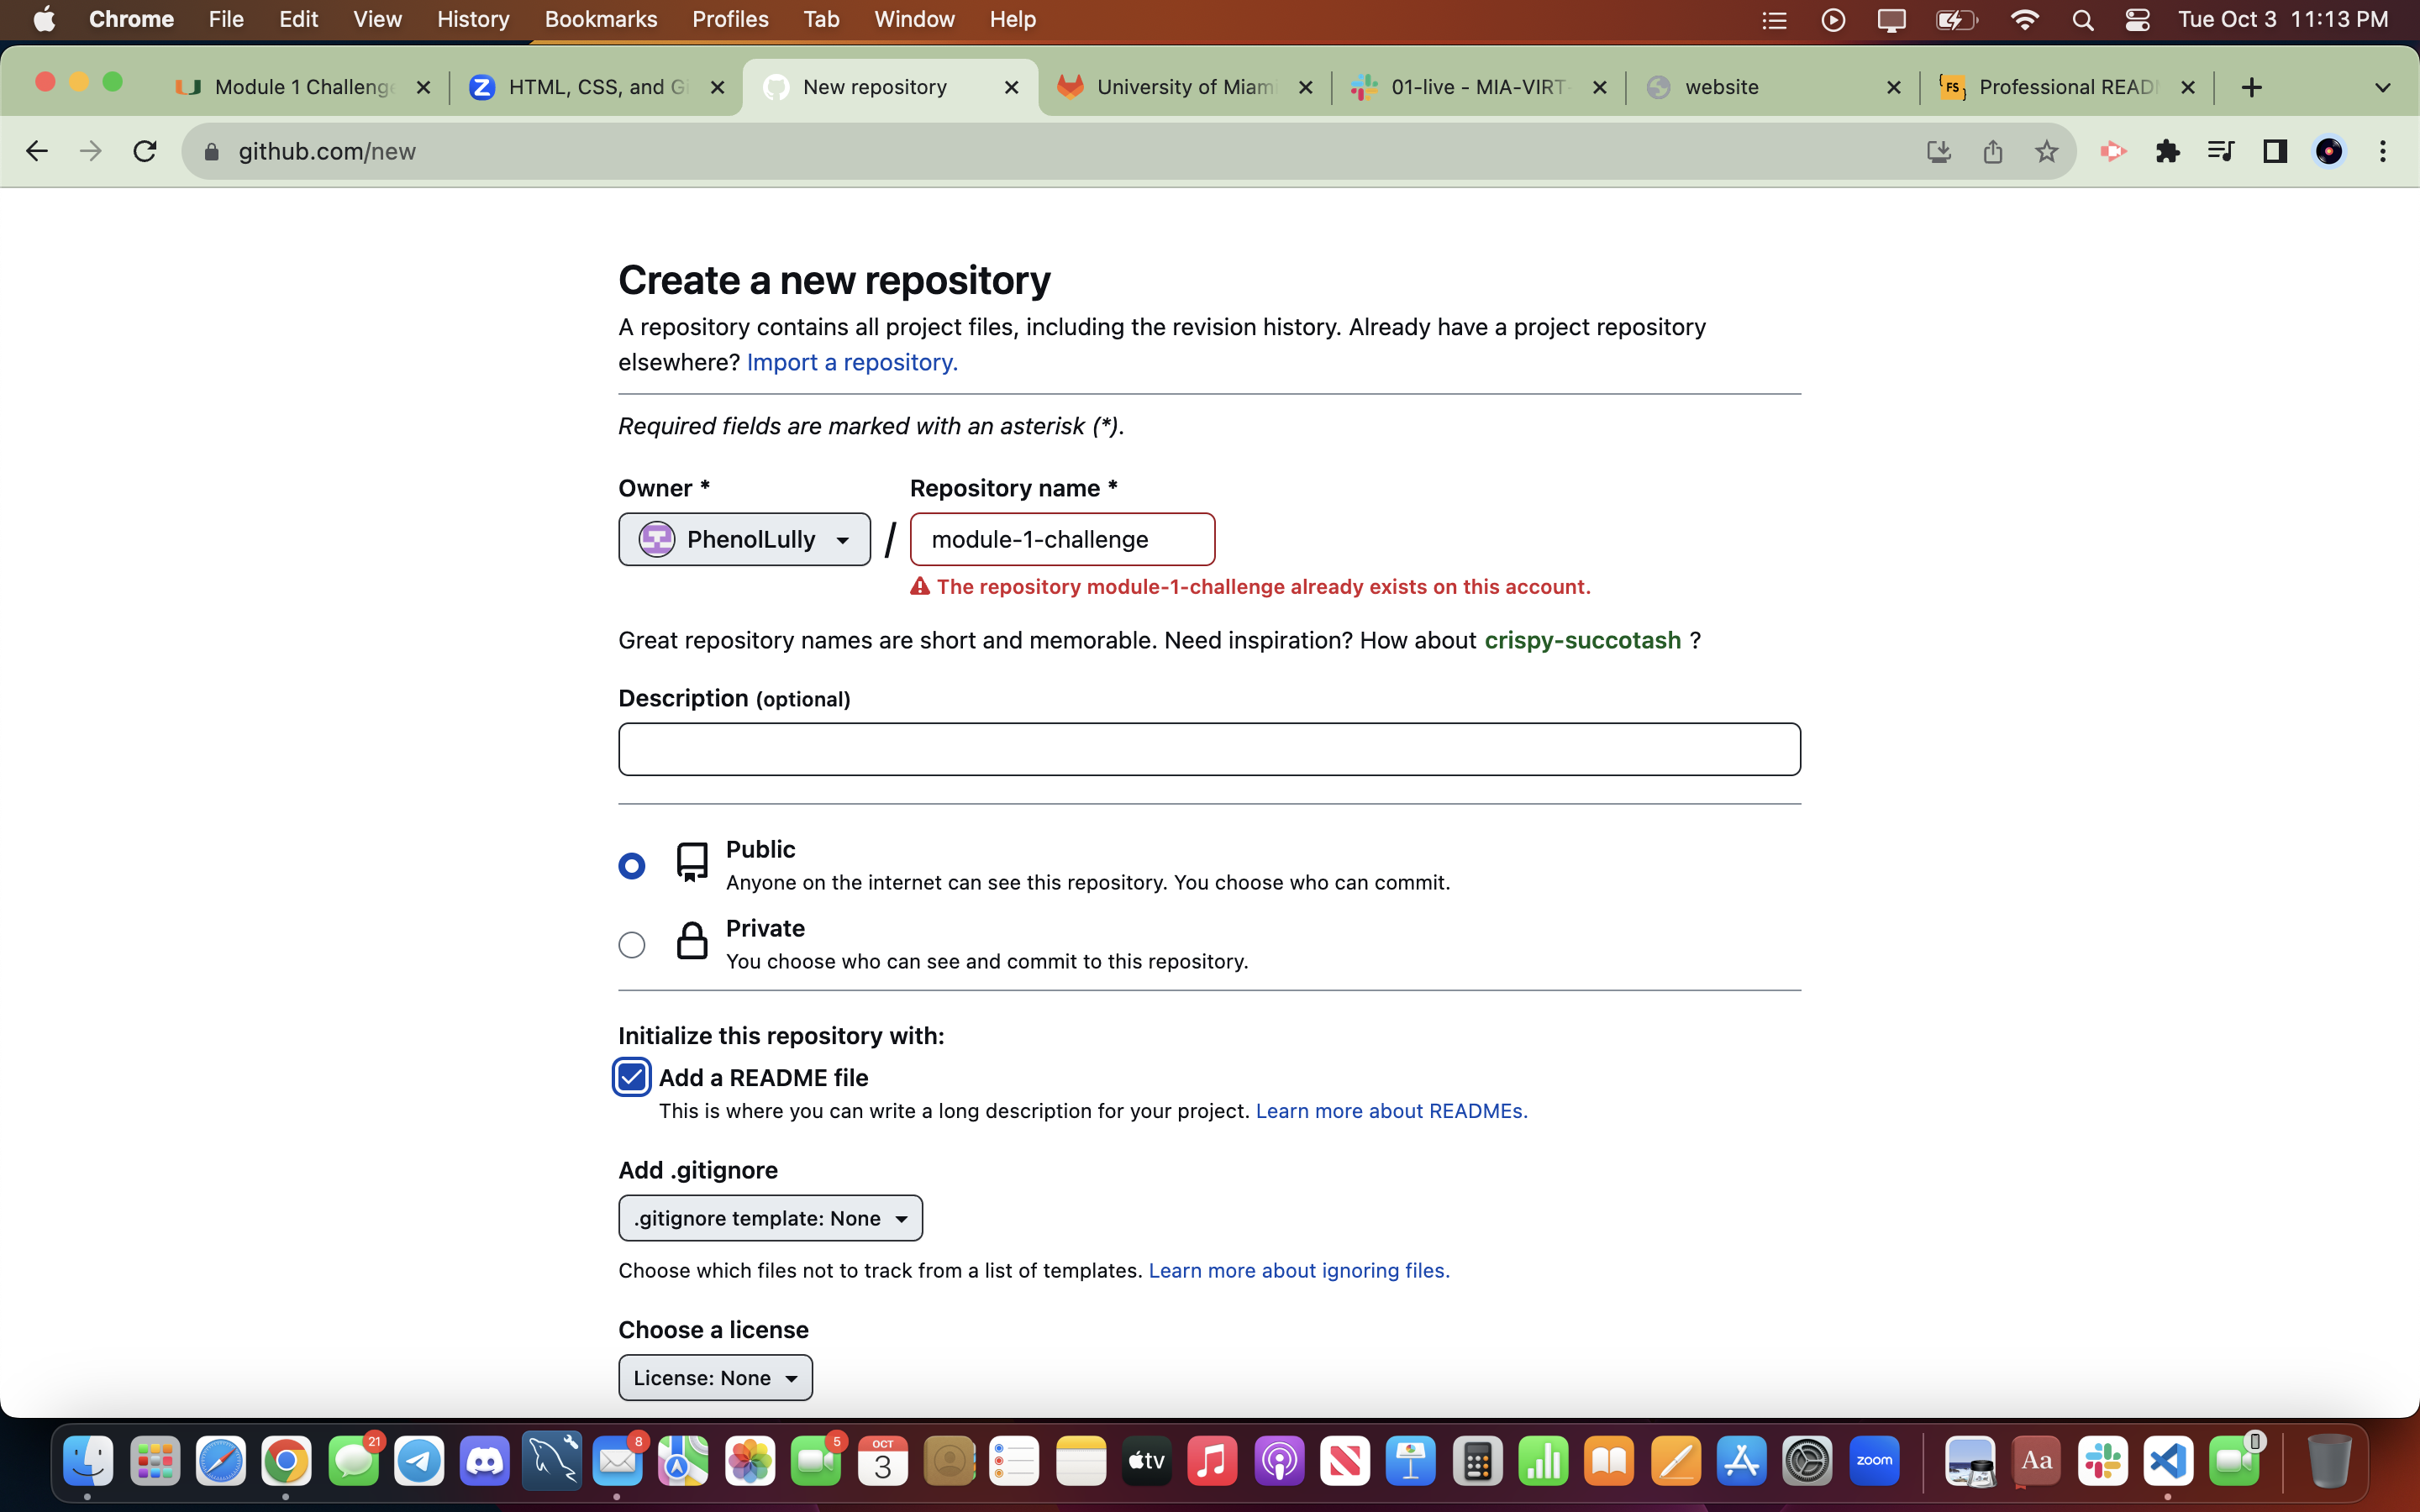 Chrome File Edit View History Bookmarks Profiles Tab Window Help Tue Oct 3 11:13 PM
Module 1 Challenge HTML, CSS, and Gi New repository University of Miami 01-live - MIA-VIRT- website Professional READ
github.com/new
Create a new repository
A repository contains all project files, including the revision history. Already have a project repository
elsewhere? Import a repository.
Required fields are marked with an asterisk (*).
Owner * Repository name *
PhenolLully / module-1-challenge
The repository module-1-challenge already exists on this account.
Great repository names are short and memorable. Need inspiration? How about crispy-succotash ?
Description (optional)
Public
Anyone on the internet can see this repository. You choose who can commit.
Private
You choose who can see and commit to this repository.
Initialize this repository with:
Add a README file
This is where you can write a long description for your project. Learn more about READMEs.
Add .gitignore
.gitignore template: None
Choose which files not to track from a list of templates. Learn more about ignoring files.
Choose a license
License: None
21 8 5 OCT 3 tv zoom Aa